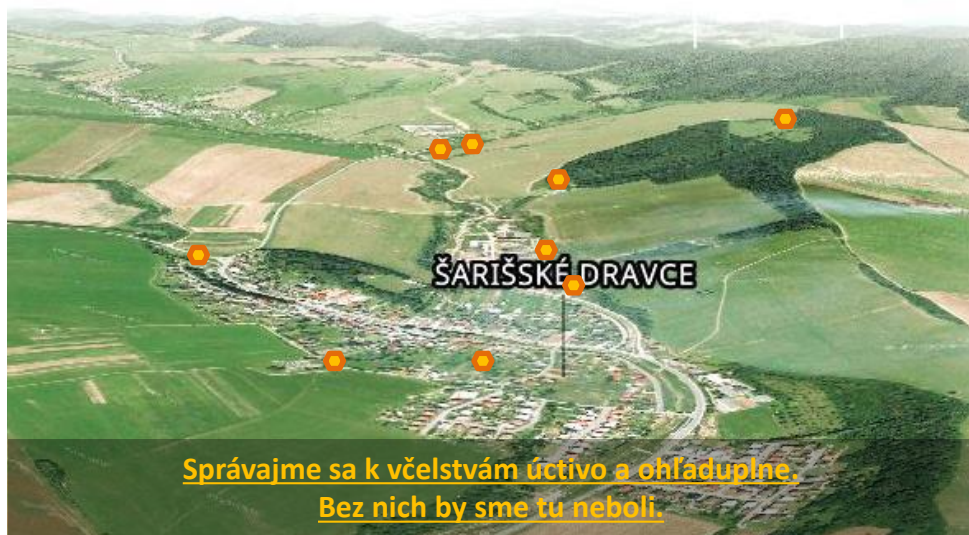 ŠARIŠSKÉ DRAVCE
Správajme sa k včelstvám úctivo a ohľaduplne.
Bez nich by sme tu neboli.